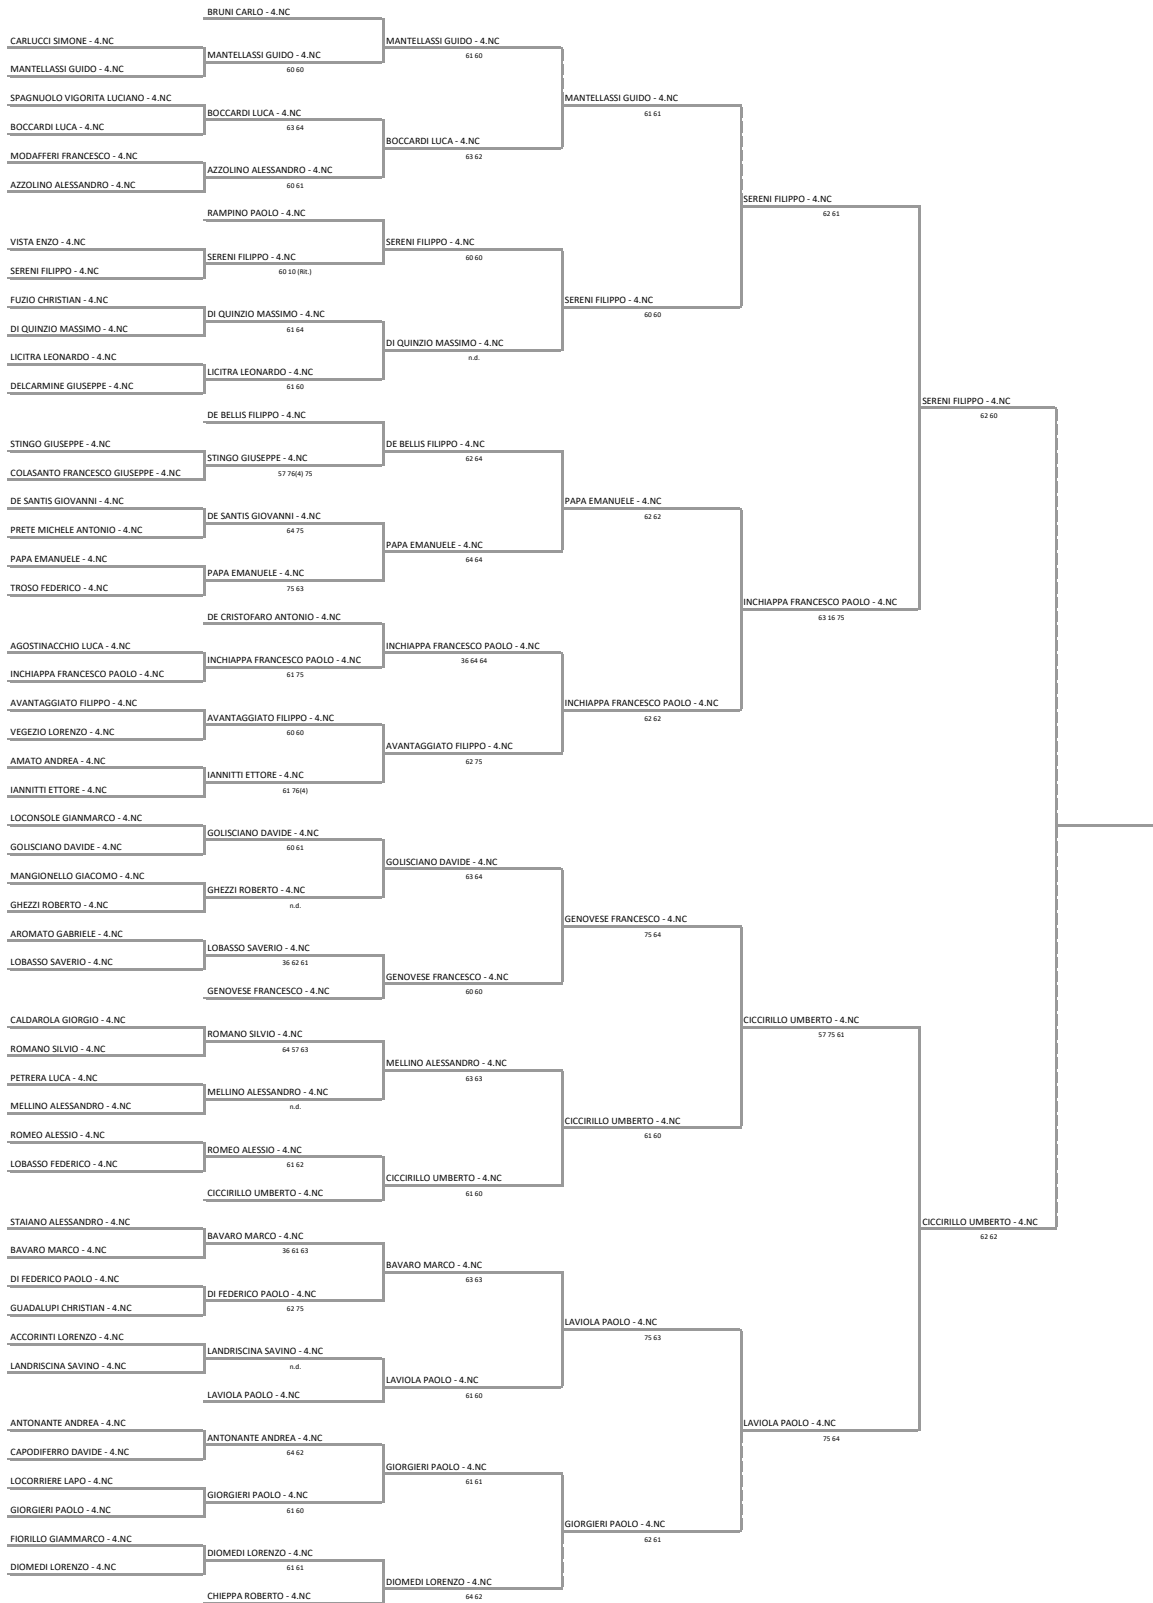 BRUNI CARLO - 4.NC
CARLUCCI SIMONE - 4.NC
MANTELLASSI GUIDO - 4.NC
MANTELLASSI GUIDO - 4.NC
61 60
MANTELLASSI GUIDO - 4.NC
60 60
SPAGNUOLO VIGORITA LUCIANO - 4.NC
MANTELLASSI GUIDO - 4.NC
61 61
BOCCARDI LUCA - 4.NC
63 64
BOCCARDI LUCA - 4.NC
BOCCARDI LUCA - 4.NC
63 62
MODAFFERI FRANCESCO - 4.NC
AZZOLINO ALESSANDRO - 4.NC
60 61
AZZOLINO ALESSANDRO - 4.NC
SERENI FILIPPO - 4.NC
62 61
RAMPINO PAOLO - 4.NC
VISTA ENZO - 4.NC
SERENI FILIPPO - 4.NC
60 60
SERENI FILIPPO - 4.NC
60 10 (Rit.)
SERENI FILIPPO - 4.NC
FUZIO CHRISTIAN - 4.NC
SERENI FILIPPO - 4.NC
60 60
DI QUINZIO MASSIMO - 4.NC
61 64
DI QUINZIO MASSIMO - 4.NC
DI QUINZIO MASSIMO - 4.NC
n.d.
LICITRA LEONARDO - 4.NC
LICITRA LEONARDO - 4.NC
61 60
DELCARMINE GIUSEPPE - 4.NC
SERENI FILIPPO - 4.NC
62 60
DE BELLIS FILIPPO - 4.NC
STINGO GIUSEPPE - 4.NC
DE BELLIS FILIPPO - 4.NC
62 64
STINGO GIUSEPPE - 4.NC
57 76(4) 75
COLASANTO FRANCESCO GIUSEPPE - 4.NC
DE SANTIS GIOVANNI - 4.NC
PAPA EMANUELE - 4.NC
62 62
DE SANTIS GIOVANNI - 4.NC
64 75
PRETE MICHELE ANTONIO - 4.NC
PAPA EMANUELE - 4.NC
64 64
PAPA EMANUELE - 4.NC
PAPA EMANUELE - 4.NC
75 63
TROSO FEDERICO - 4.NC
INCHIAPPA FRANCESCO PAOLO - 4.NC
63 16 75
DE CRISTOFARO ANTONIO - 4.NC
AGOSTINACCHIO LUCA - 4.NC
INCHIAPPA FRANCESCO PAOLO - 4.NC
36 64 64
INCHIAPPA FRANCESCO PAOLO - 4.NC
61 75
INCHIAPPA FRANCESCO PAOLO - 4.NC
AVANTAGGIATO FILIPPO - 4.NC
INCHIAPPA FRANCESCO PAOLO - 4.NC
62 62
AVANTAGGIATO FILIPPO - 4.NC
60 60
VEGEZIO LORENZO - 4.NC
AVANTAGGIATO FILIPPO - 4.NC
62 75
AMATO ANDREA - 4.NC
IANNITTI ETTORE - 4.NC
61 76(4)
IANNITTI ETTORE - 4.NC
LOCONSOLE GIANMARCO - 4.NC
GOLISCIANO DAVIDE - 4.NC
60 61
GOLISCIANO DAVIDE - 4.NC
GOLISCIANO DAVIDE - 4.NC
63 64
MANGIONELLO GIACOMO - 4.NC
GHEZZI ROBERTO - 4.NC
n.d.
GHEZZI ROBERTO - 4.NC
GENOVESE FRANCESCO - 4.NC
75 64
AROMATO GABRIELE - 4.NC
LOBASSO SAVERIO - 4.NC
36 62 61
LOBASSO SAVERIO - 4.NC
GENOVESE FRANCESCO - 4.NC
60 60
GENOVESE FRANCESCO - 4.NC
CALDAROLA GIORGIO - 4.NC
CICCIRILLO UMBERTO - 4.NC
57 75 61
ROMANO SILVIO - 4.NC
64 57 63
ROMANO SILVIO - 4.NC
MELLINO ALESSANDRO - 4.NC
63 63
PETRERA LUCA - 4.NC
MELLINO ALESSANDRO - 4.NC
n.d.
MELLINO ALESSANDRO - 4.NC
CICCIRILLO UMBERTO - 4.NC
61 60
ROMEO ALESSIO - 4.NC
ROMEO ALESSIO - 4.NC
61 62
LOBASSO FEDERICO - 4.NC
CICCIRILLO UMBERTO - 4.NC
61 60
CICCIRILLO UMBERTO - 4.NC
STAIANO ALESSANDRO - 4.NC
CICCIRILLO UMBERTO - 4.NC
62 62
BAVARO MARCO - 4.NC
36 61 63
BAVARO MARCO - 4.NC
BAVARO MARCO - 4.NC
63 63
DI FEDERICO PAOLO - 4.NC
DI FEDERICO PAOLO - 4.NC
62 75
GUADALUPI CHRISTIAN - 4.NC
LAVIOLA PAOLO - 4.NC
75 63
ACCORINTI LORENZO - 4.NC
LANDRISCINA SAVINO - 4.NC
n.d.
LANDRISCINA SAVINO - 4.NC
LAVIOLA PAOLO - 4.NC
61 60
LAVIOLA PAOLO - 4.NC
ANTONANTE ANDREA - 4.NC
LAVIOLA PAOLO - 4.NC
75 64
ANTONANTE ANDREA - 4.NC
64 62
CAPODIFERRO DAVIDE - 4.NC
GIORGIERI PAOLO - 4.NC
61 61
LOCORRIERE LAPO - 4.NC
GIORGIERI PAOLO - 4.NC
61 60
GIORGIERI PAOLO - 4.NC
GIORGIERI PAOLO - 4.NC
62 61
FIORILLO GIAMMARCO - 4.NC
DIOMEDI LORENZO - 4.NC
61 61
DIOMEDI LORENZO - 4.NC
DIOMEDI LORENZO - 4.NC
64 62
CHIEPPA ROBERTO - 4.NC